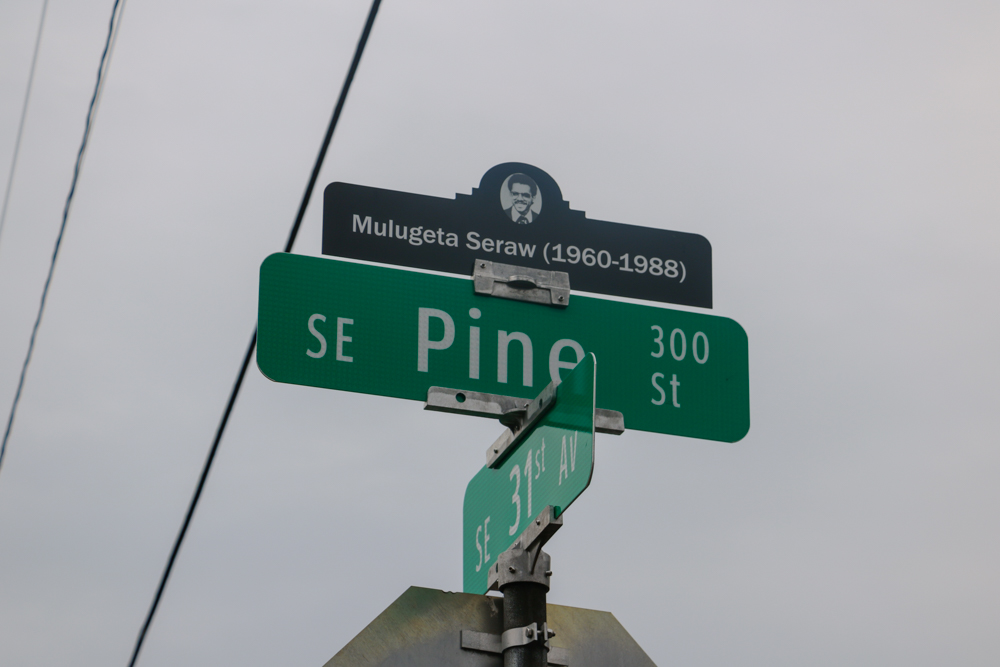 Mulugeta Seraw (1960-1988)
SE Pine 300 St
SE 31st AV